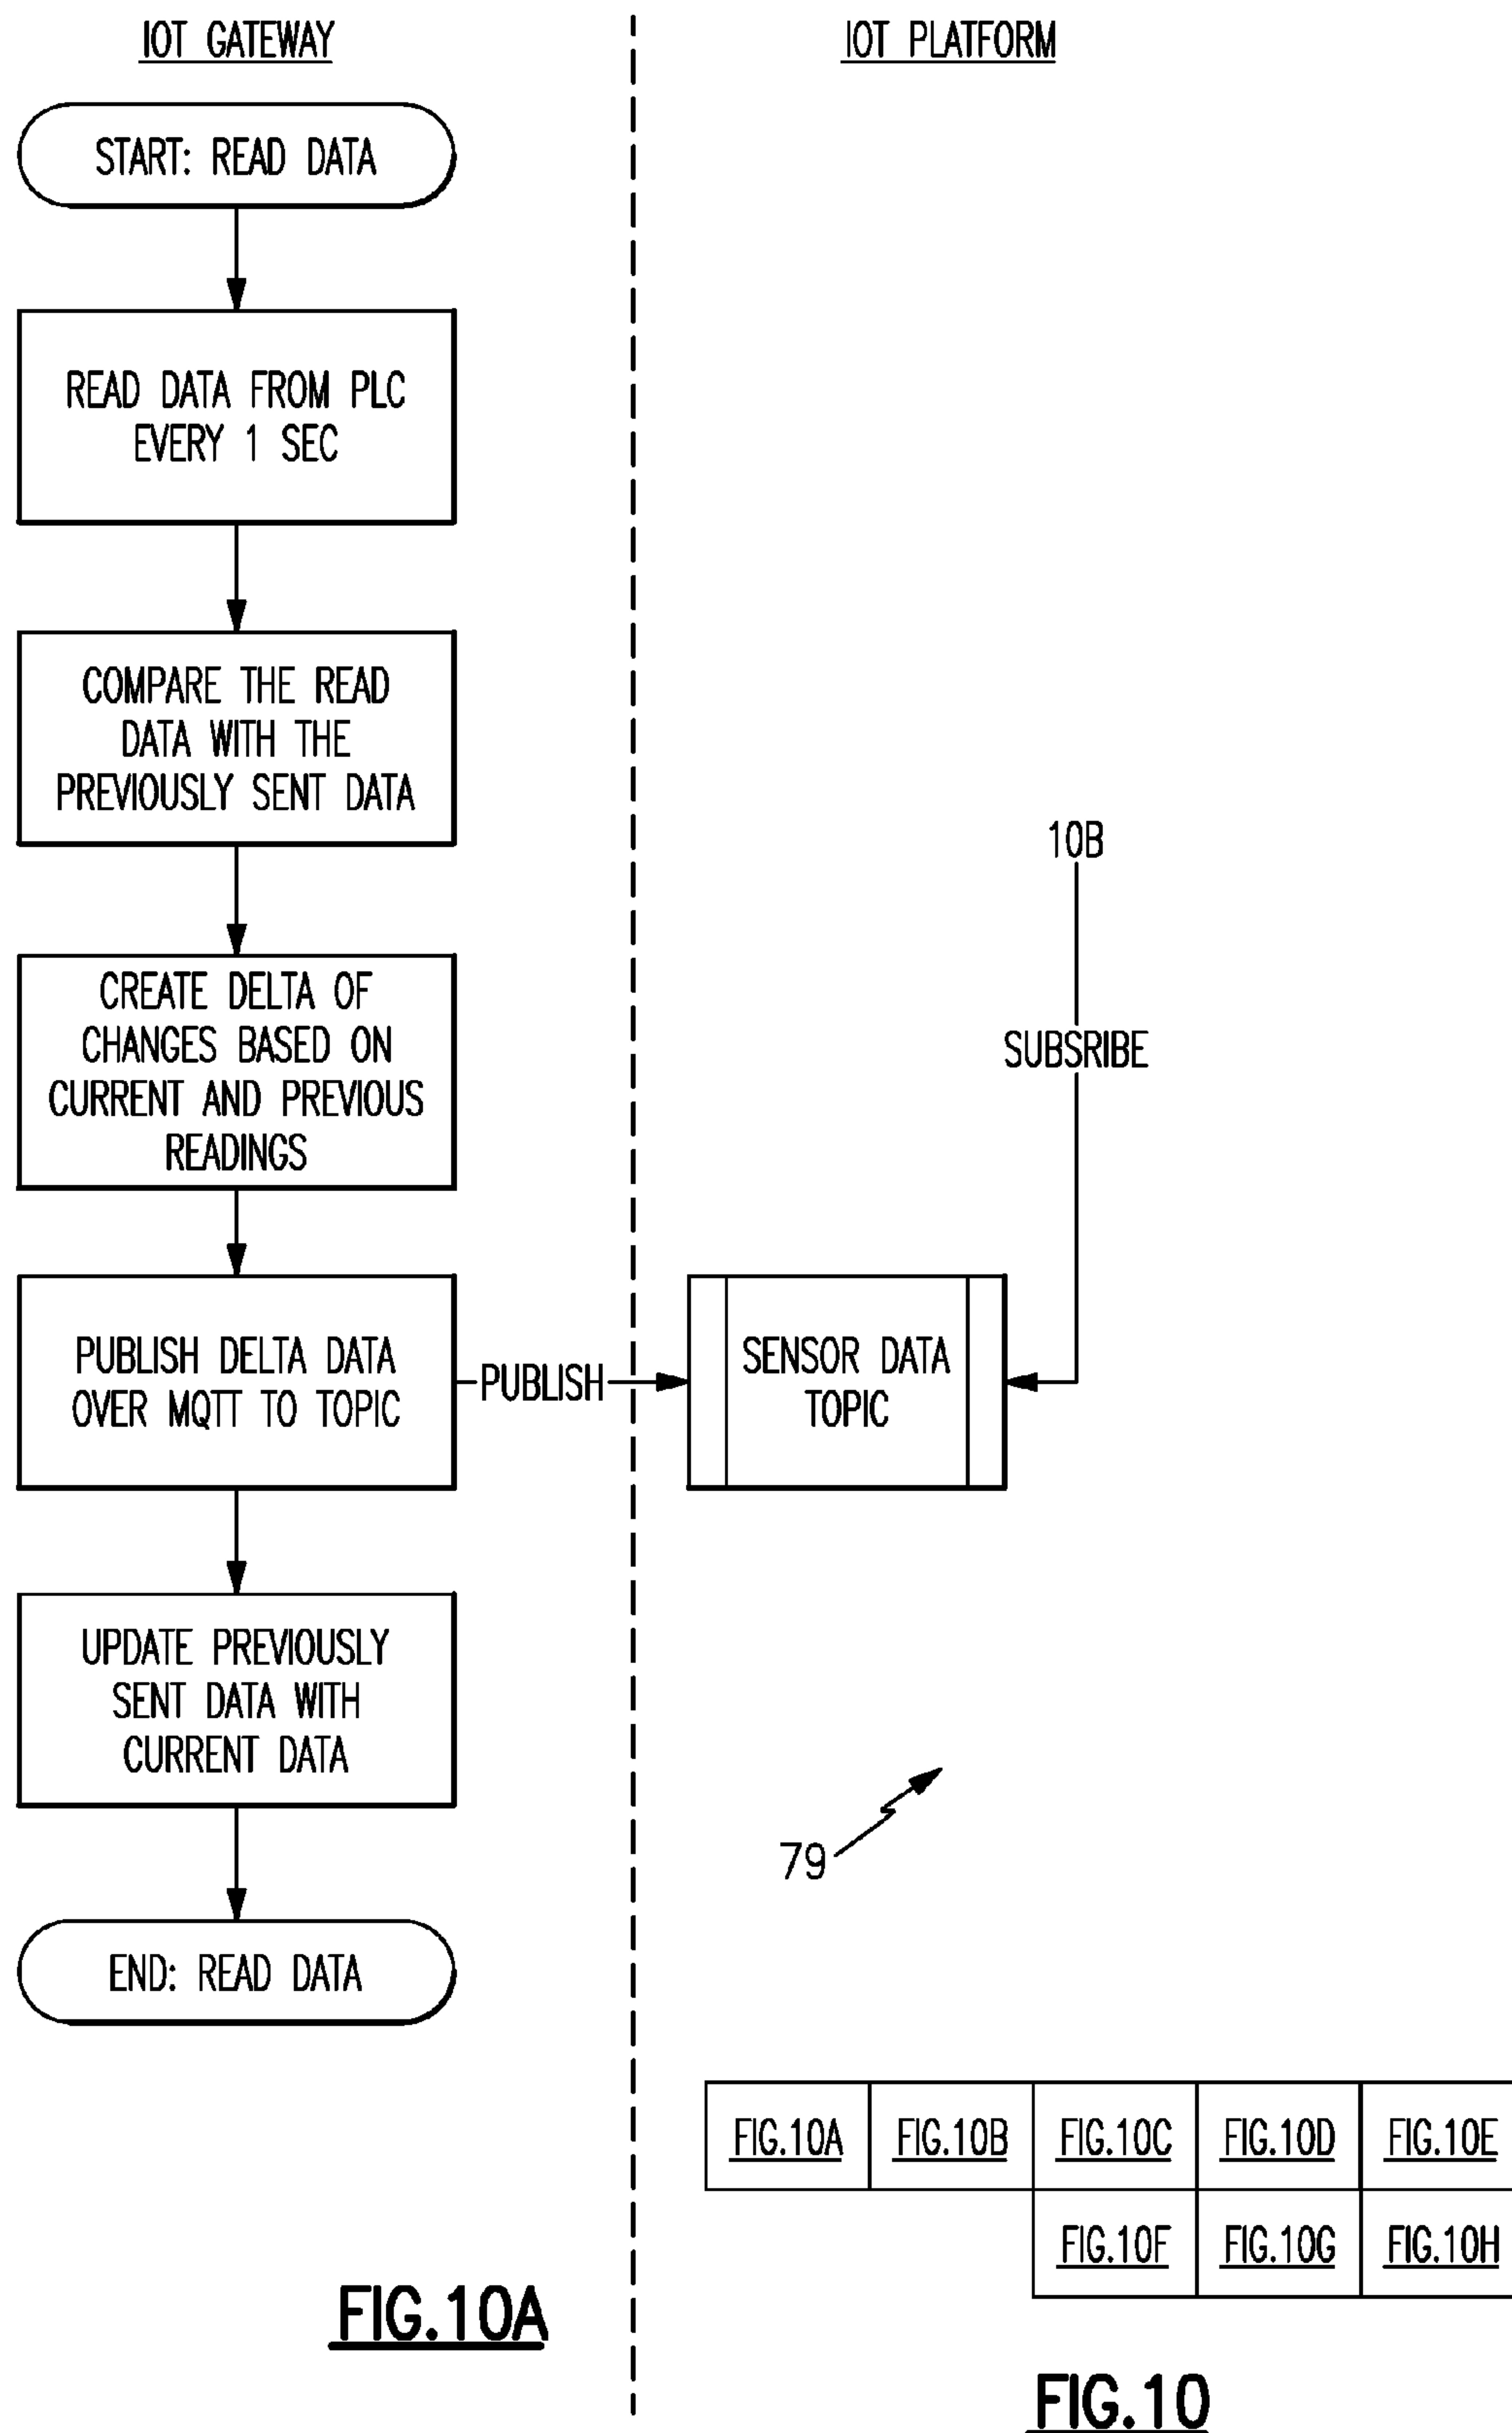 IOT GATEWAY
IOT PLATFORM
START: READ DATA
READ DATA FROM PLC
EVERY 1 SEC
COMPARE THE READ
DATA WITH THE
PREVIOUSLY SENT DATA
CREATE DELTA OF
CHANGES BASED ON
CURRENT AND PREVIOUS
READINGS
PUBLISH DELTA DATA
OVER MQTT TO TOPIC
PUBLISH
SENSOR DATA
TOPIC
10B
SUBSRIBE
UPDATE PREVIOUSLY
SENT DATA WITH
CURRENT DATA
79
END: READ DATA
FIG.10A FIG.10B FIG.10C FIG.10D FIG.10E
FIG.10F FIG.10G FIG.10H
FIG.10A
FIG.10